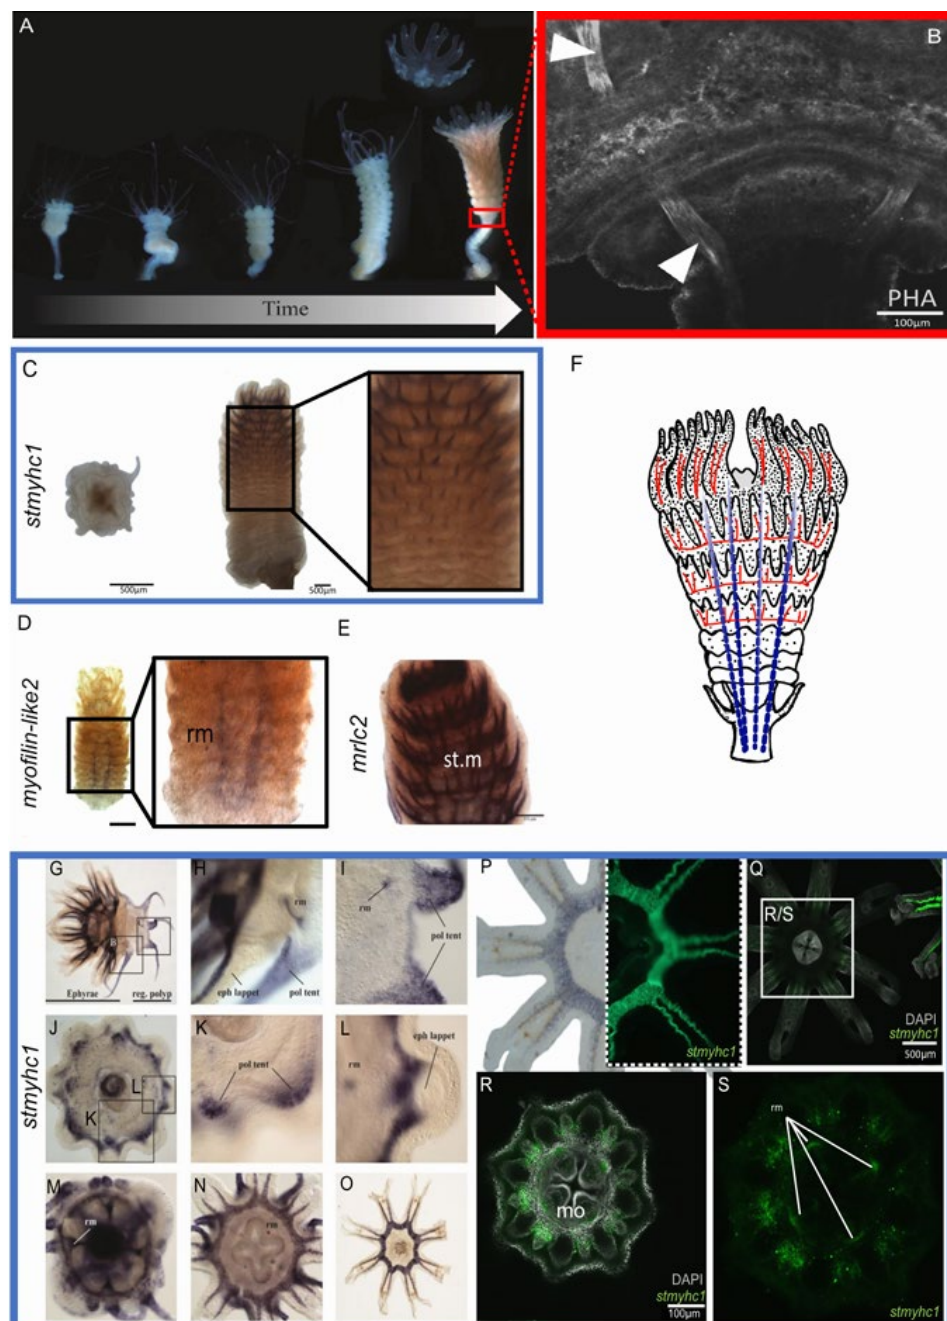 A
B
Time
PHA
100µm
C
stmyhc1
500µm
500µm
F
D
myofilin-like2
rm
E
mrlc2
st.m
G
Ephyrae
reg. polyp
H
rm
eph lappet
pol tent
I
rm
pol tent
P
stmyhc1
Q
R/S
DAPI
stmyhc1
500µm
stmyhc1
J
L
K
K
pol tent
L
rm
eph lappet
R
mo
DAPI
stmyhc1
100µm
S
rm
stmyhc1
M
rm
N
rm
O